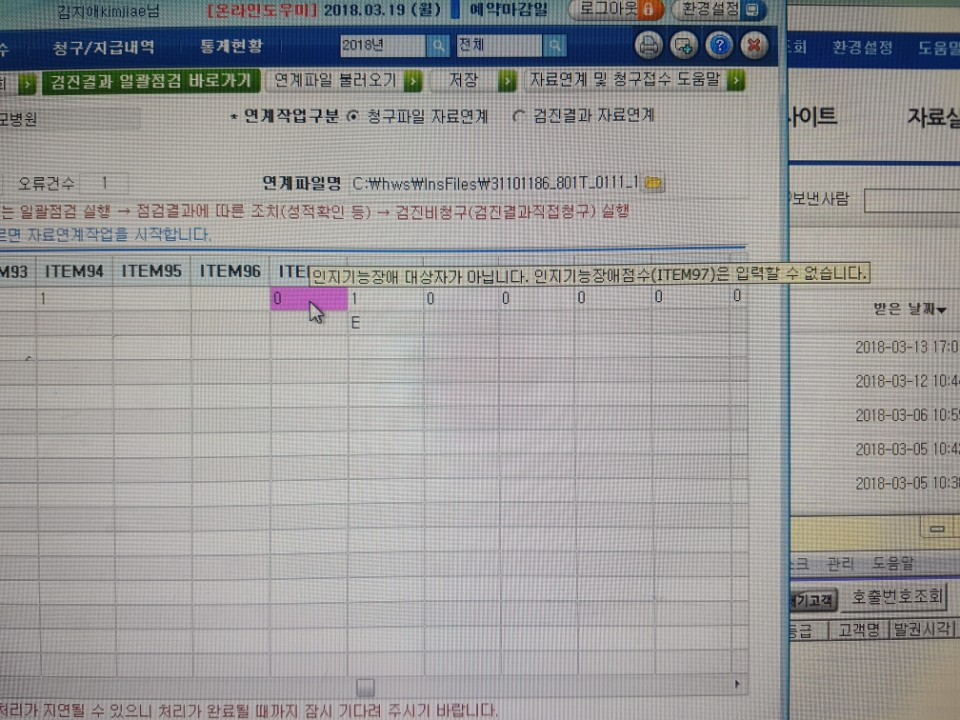 김지애kimjiae님 [온라인도우미] 2018.03.19 (월) 예약마감일 로그아웃 환경설정
수 청구/지급내역 통계현황 2018년 전체
회 환경설정 도움말
검진결과 일괄점검 바로가기 연계파일 불러오기 저장 자료연계 및 청구접수 도움말
모병원 * 연계작업구분 청구파일 자료연계 검진결과 자료연계
사이트 자료실
오류건수 1 연계파일명 C:₩hws₩InsFiles₩31101186_801T_0111_1
보낸사람
는 일괄점검 실행 → 점검결과에 따른 조치(성적확인 등) → 검진비청구(검진결과직접청구) 실행
르면 자료연계작업을 시작합니다.
M93 ITEM94 ITEM95 ITEM96 ITE
인지기능장애 대상자가 아닙니다. 인지기능장애점수(ITEM97)은 입력할 수 없습니다.
1 0 1 0 0 0 0 0
E
받은 날짜▼
2018-03-13 17:0
2018-03-12 10:4
2018-03-06 10:5
2018-03-05 10:4
2018-03-05 10:3
스크 관리 도움말
대기고객 호출번호조회
등급 고객명 발권시각
처리가 지연될 수 있으니 처리가 완료될 때까지 잠시 기다려 주시기 바랍니다.